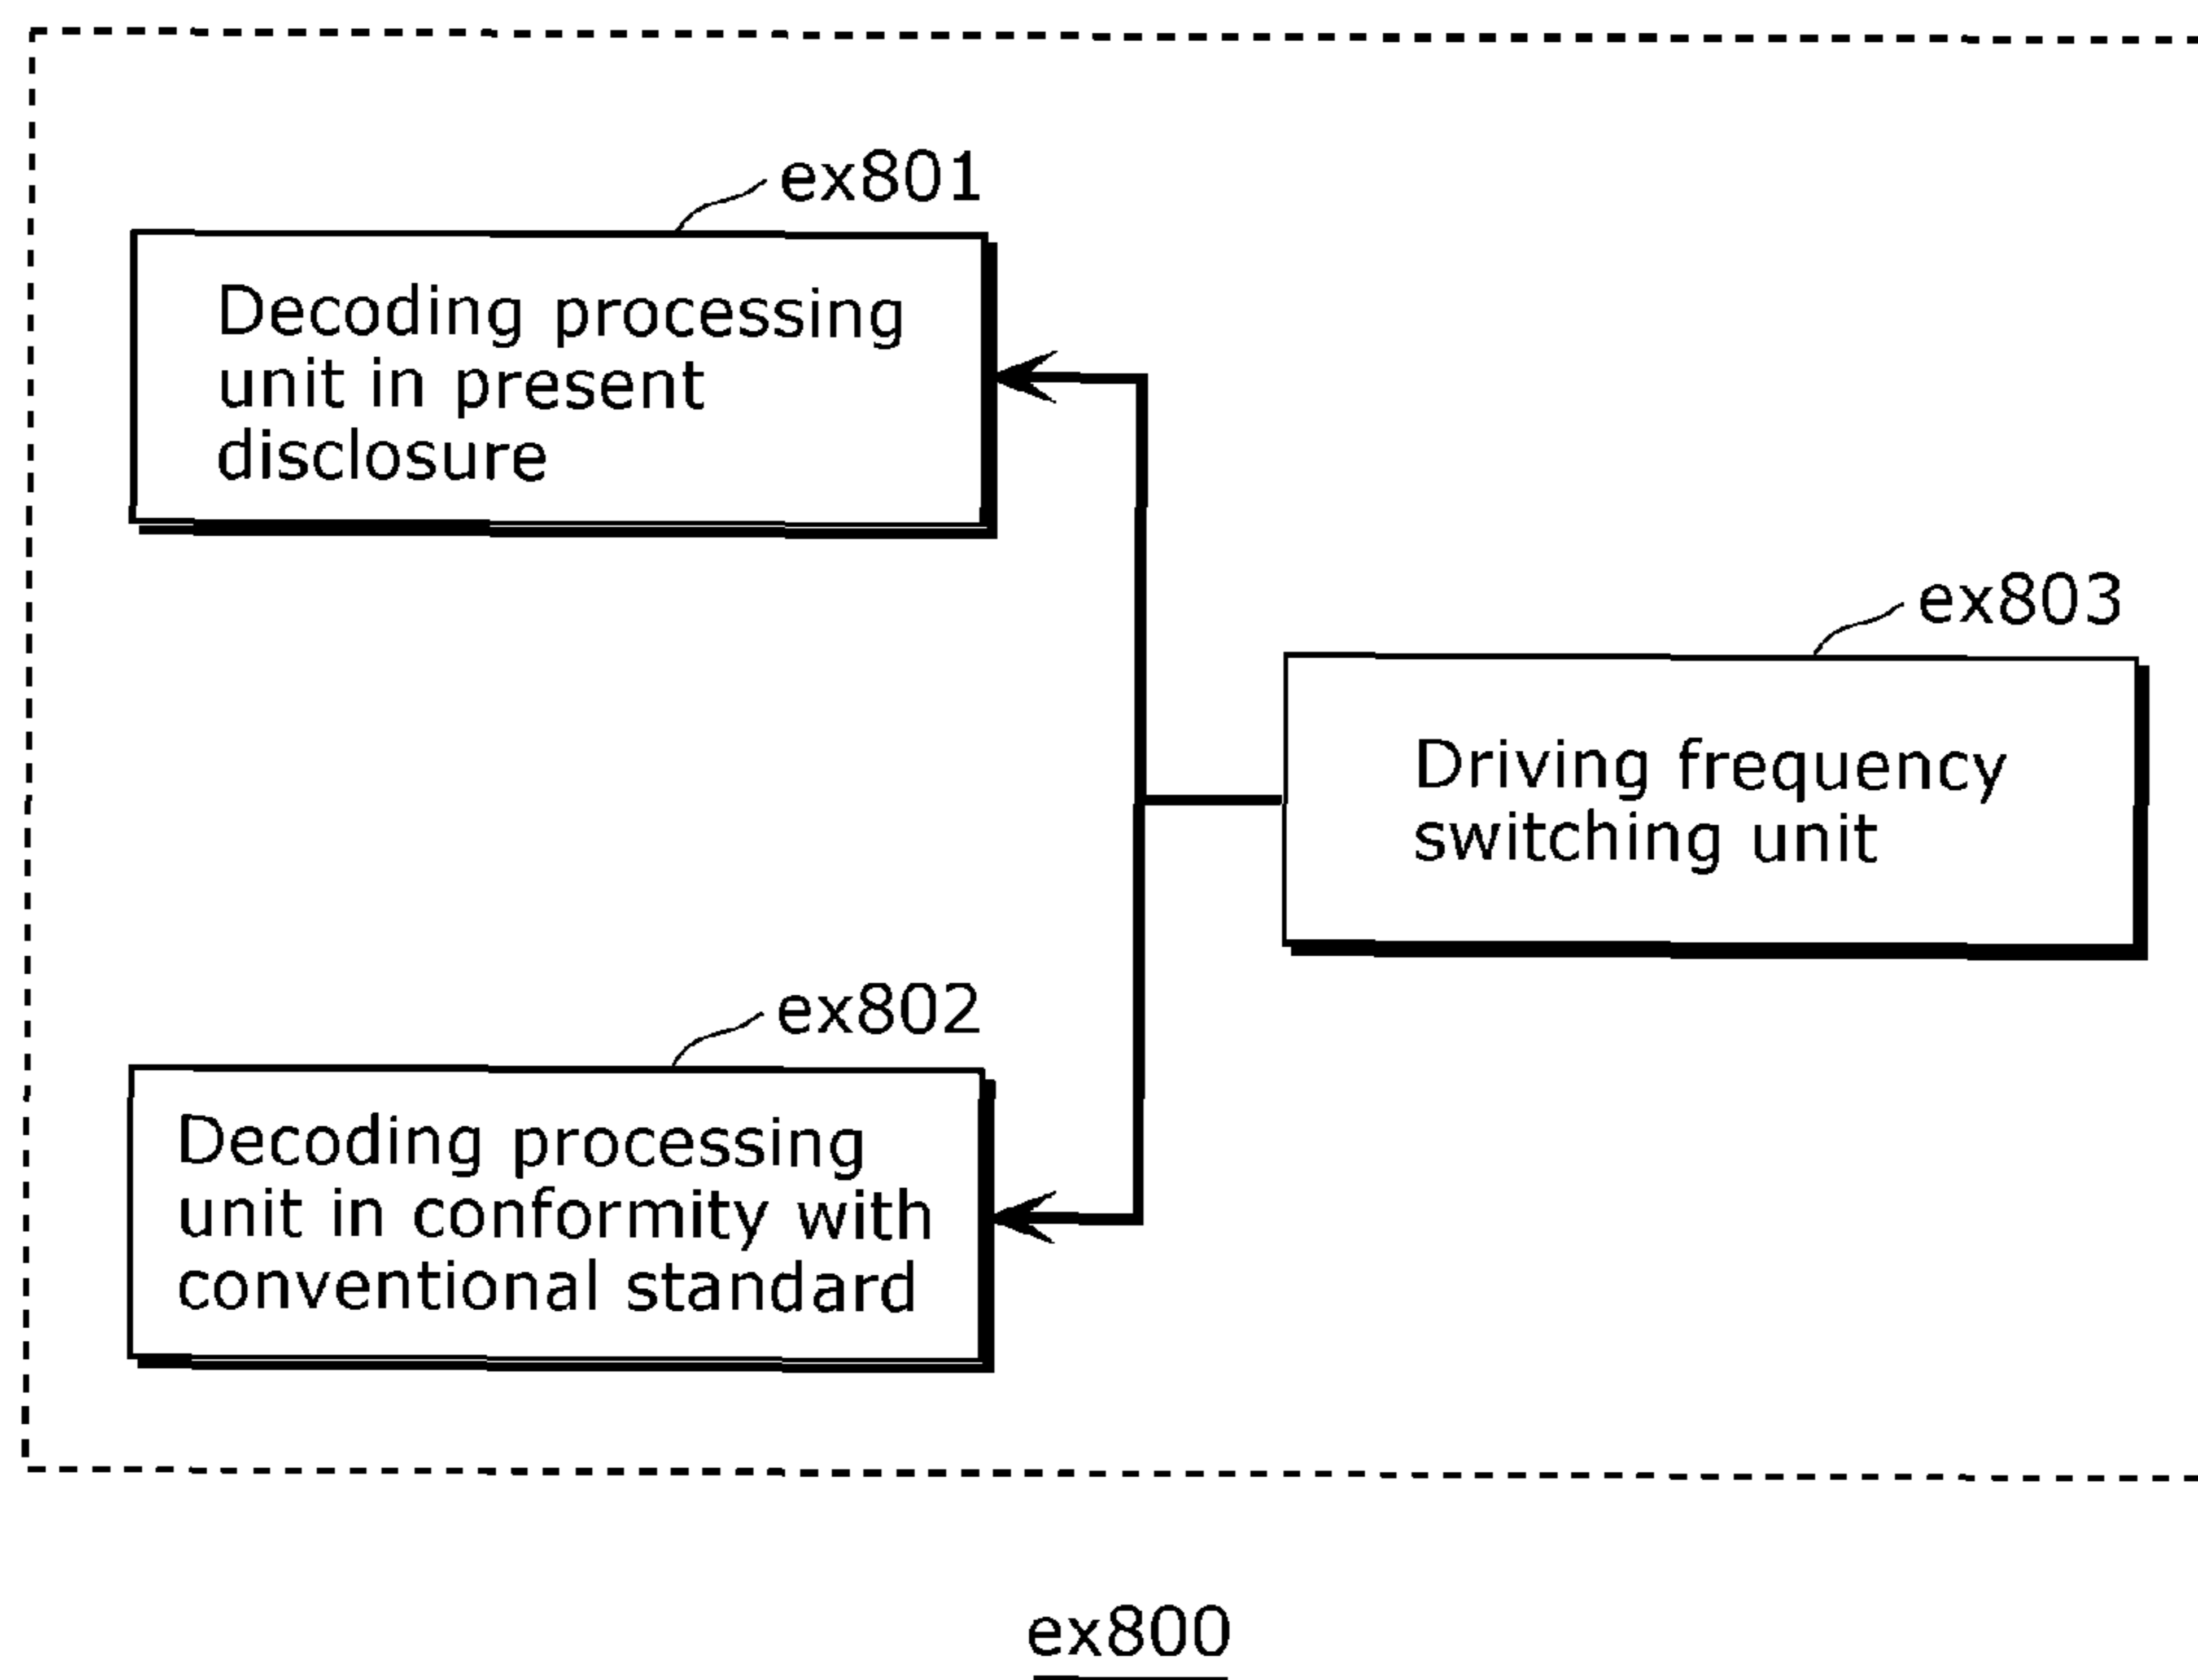 ex801
Decoding processing
unit in present
disclosure
ex803
Driving frequency
switching unit
ex802
Decoding processing
unit in conformity with
conventional standard
ex800